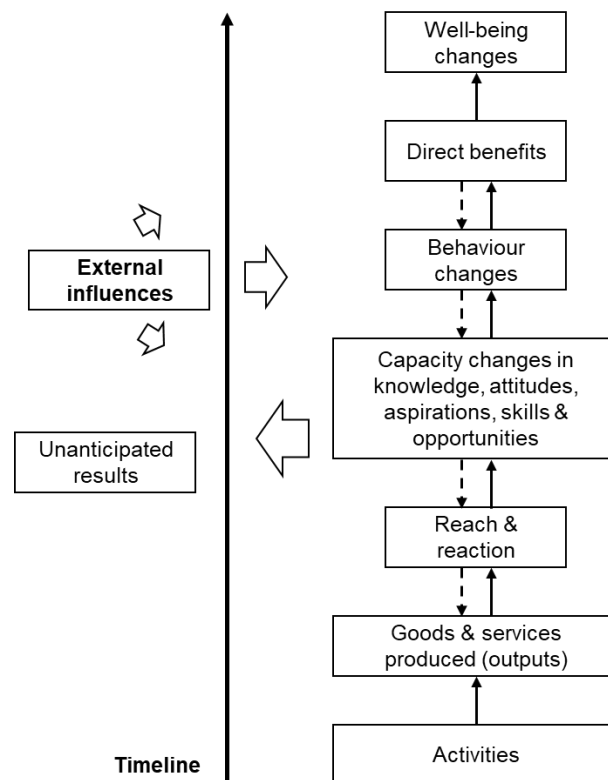 Well-being
changes
Direct benefits
Behaviour
changes
External
influences
Capacity changes in
knowledge, attitudes,
aspirations, skills &
opportunities
Unanticipated
results
Reach &
reaction
Goods & services
produced (outputs)
Timeline
Activities